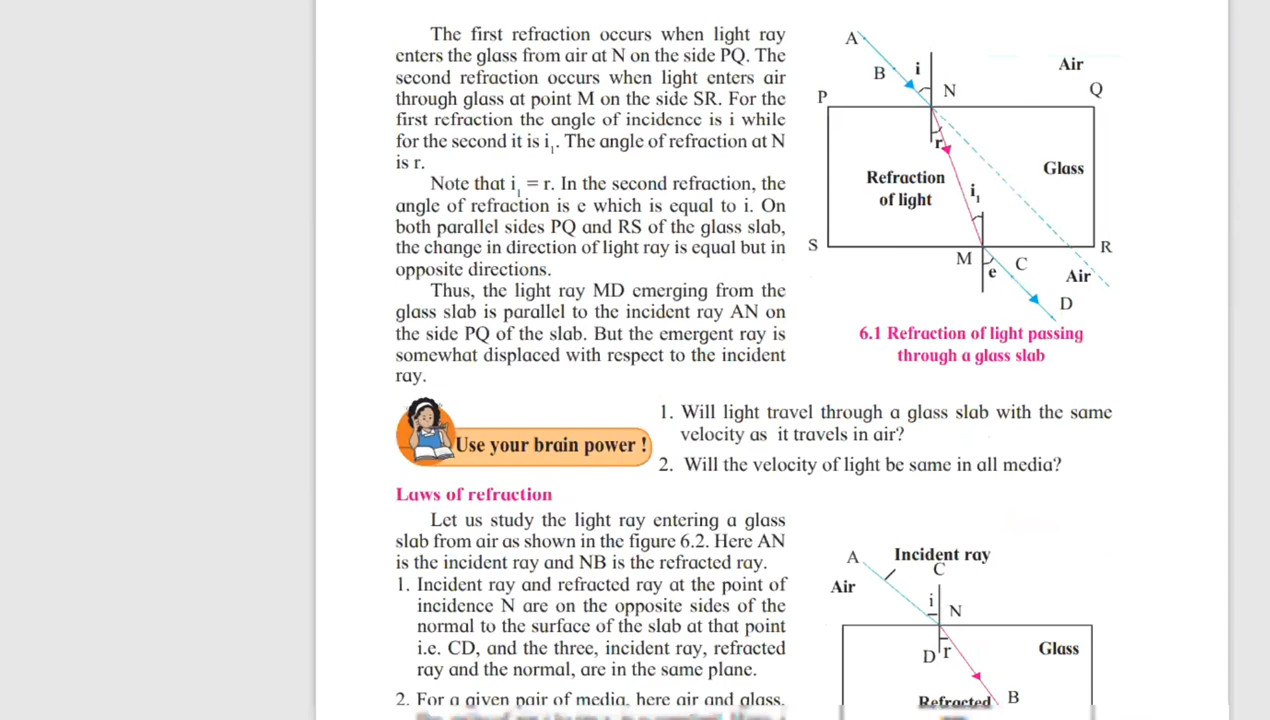 The first refraction occurs when light ray
enters the glass from air at N on the side PQ. The
second refraction occurs when light enters air
through glass at point M on the side SR. For the
first refraction the angle of incidence is i while
for the second it is i₁. The angle of refraction at N
is r.
Note that i₁ = r. In the second refraction, the
angle of refraction is e which is equal to i. On
both parallel sides PQ and RS of the glass slab,
the change in direction of light ray is equal but in
opposite directions.
Thus, the light ray MD emerging from the
glass slab is parallel to the incident ray AN on
the side PQ of the slab. But the emergent ray is
somewhat displaced with respect to the incident
ray.
A
B
i
N
Air
P
Q
r
Glass
Refraction
of light
i₁
S
R
M
e
C
Air
D
6.1 Refraction of light passing
through a glass slab
Use your brain power !
1. Will light travel through a glass slab with the same
velocity as it travels in air?
2. Will the velocity of light be same in all media?
Laws of refraction
Let us study the light ray entering a glass
slab from air as shown in the figure 6.2. Here AN
is the incident ray and NB is the refracted ray.
1. Incident ray and refracted ray at the point of
incidence N are on the opposite sides of the
normal to the surface of the slab at that point
i.e. CD, and the three, incident ray, refracted
ray and the normal, are in the same plane.
2. For a given pair of media, here air and glass,
A
Incident ray
C
Air
i
N
D
r
Glass
Refracted
B